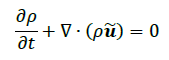 ∂ρ/∂t + ∇ · (ρũ) = 0